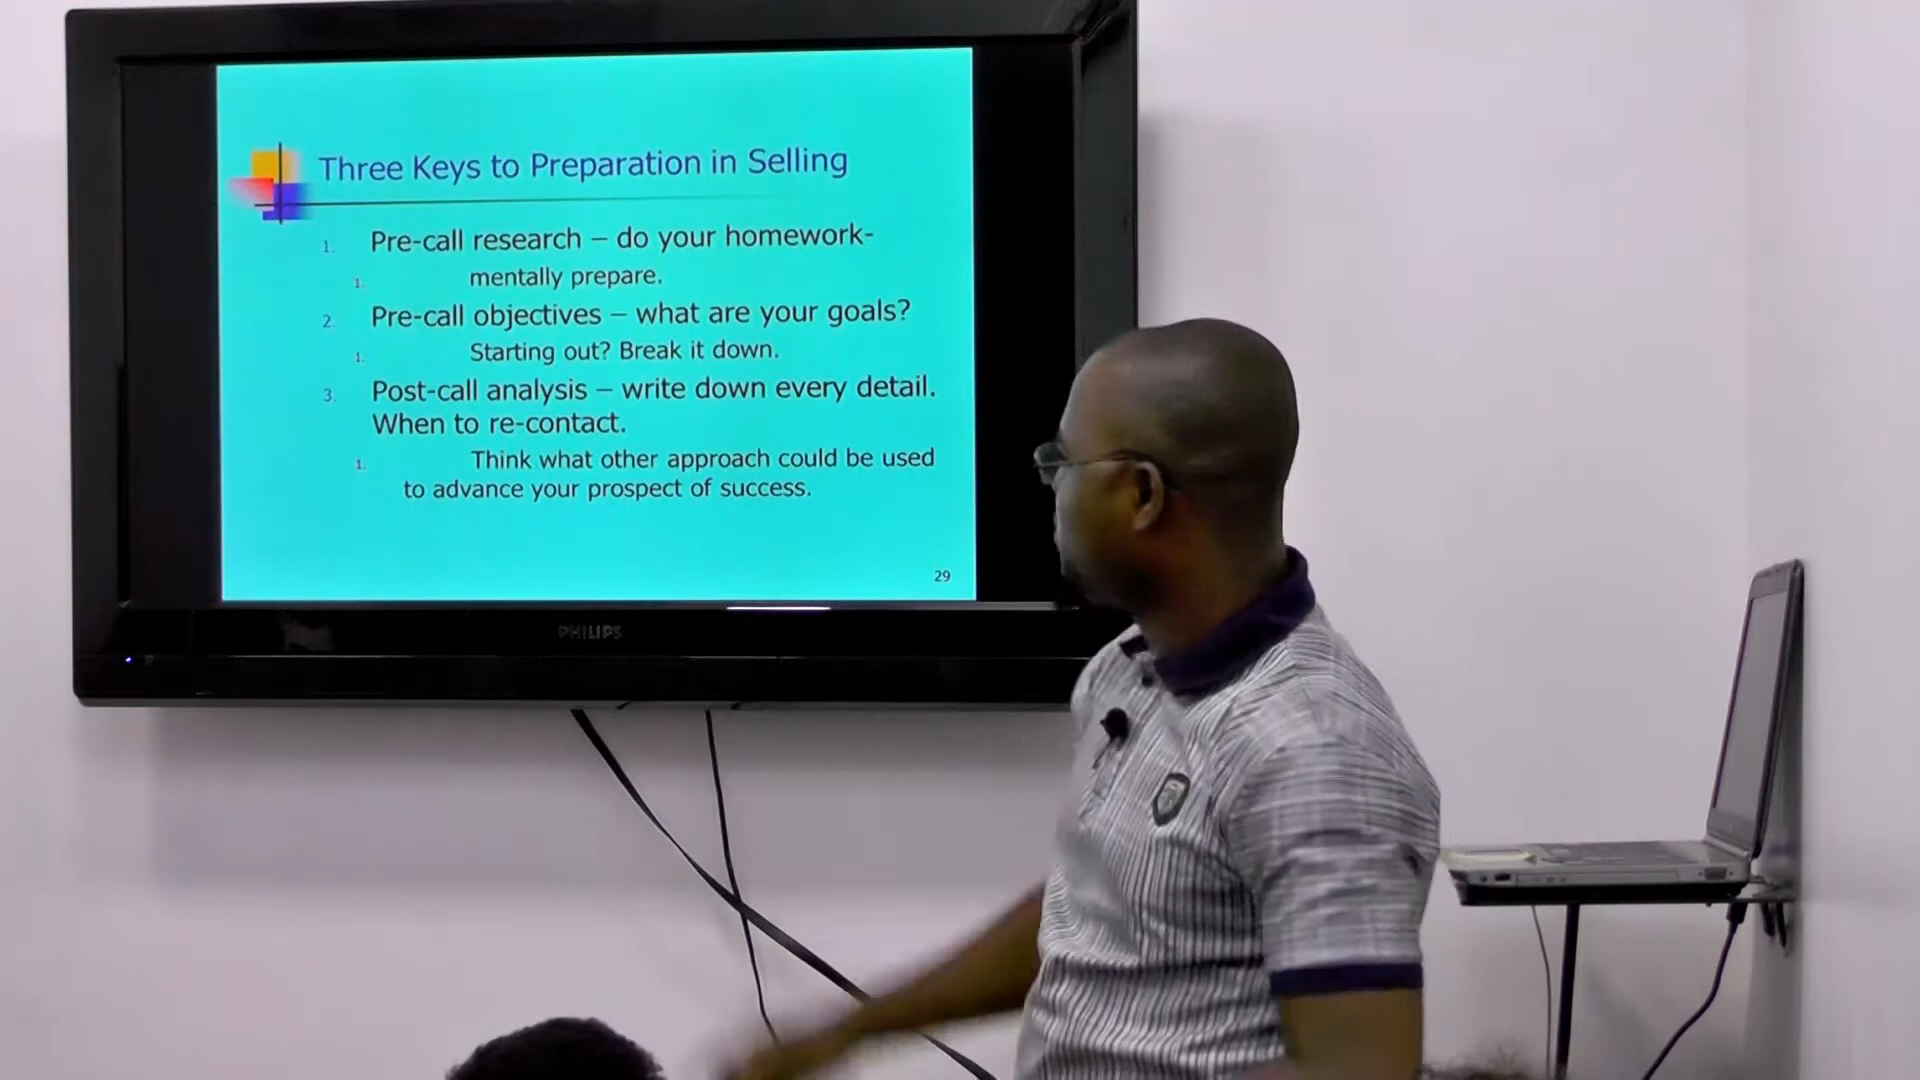 Three Keys to Preparation in Selling
1. Pre-call research – do your homework-
1. mentally prepare.
2. Pre-call objectives – what are your goals?
1. Starting out? Break it down.
3. Post-call analysis – write down every detail.
When to re-contact.
1. Think what other approach could be used
to advance your prospect of success.
29
PHILIPS